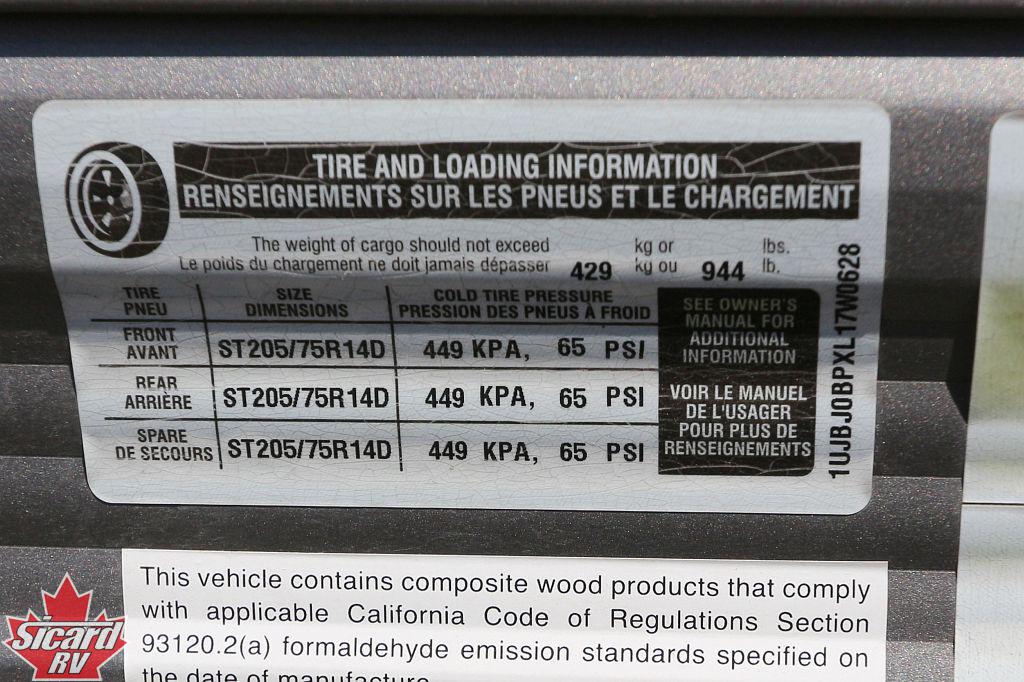 TIRE AND LOADING INFORMATION
RENSEIGNEMENTS SUR LES PNEUS ET LE CHARGEMENT
The weight of cargo should not exceed kg or lbs.
Le poids du chargement ne doit jamais dépasser 429 kg ou 944 lb.
TIRE SIZE COLD TIRE PRESSURE
PNEU DIMENSIONS PRESSION DES PNEUS À FROID
FRONT
AVANT ST205/75R14D 449 KPA, 65 PSI
REAR
ARRIÈRE ST205/75R14D 449 KPA, 65 PSI
SPARE
DE SECOURS ST205/75R14D 449 KPA, 65 PSI
SEE OWNER'S
MANUAL FOR
ADDITIONAL
INFORMATION
VOIR LE MANUEL
DE L'USAGER
POUR PLUS DE
RENSEIGNEMENTS
1UJBJ0BPXL17W0628
This vehicle contains composite wood products that comply
with applicable California Code of Regulations Section
93120.2(a) formaldehyde emission standards specified on
the date of manufacture.
Sicard
RV